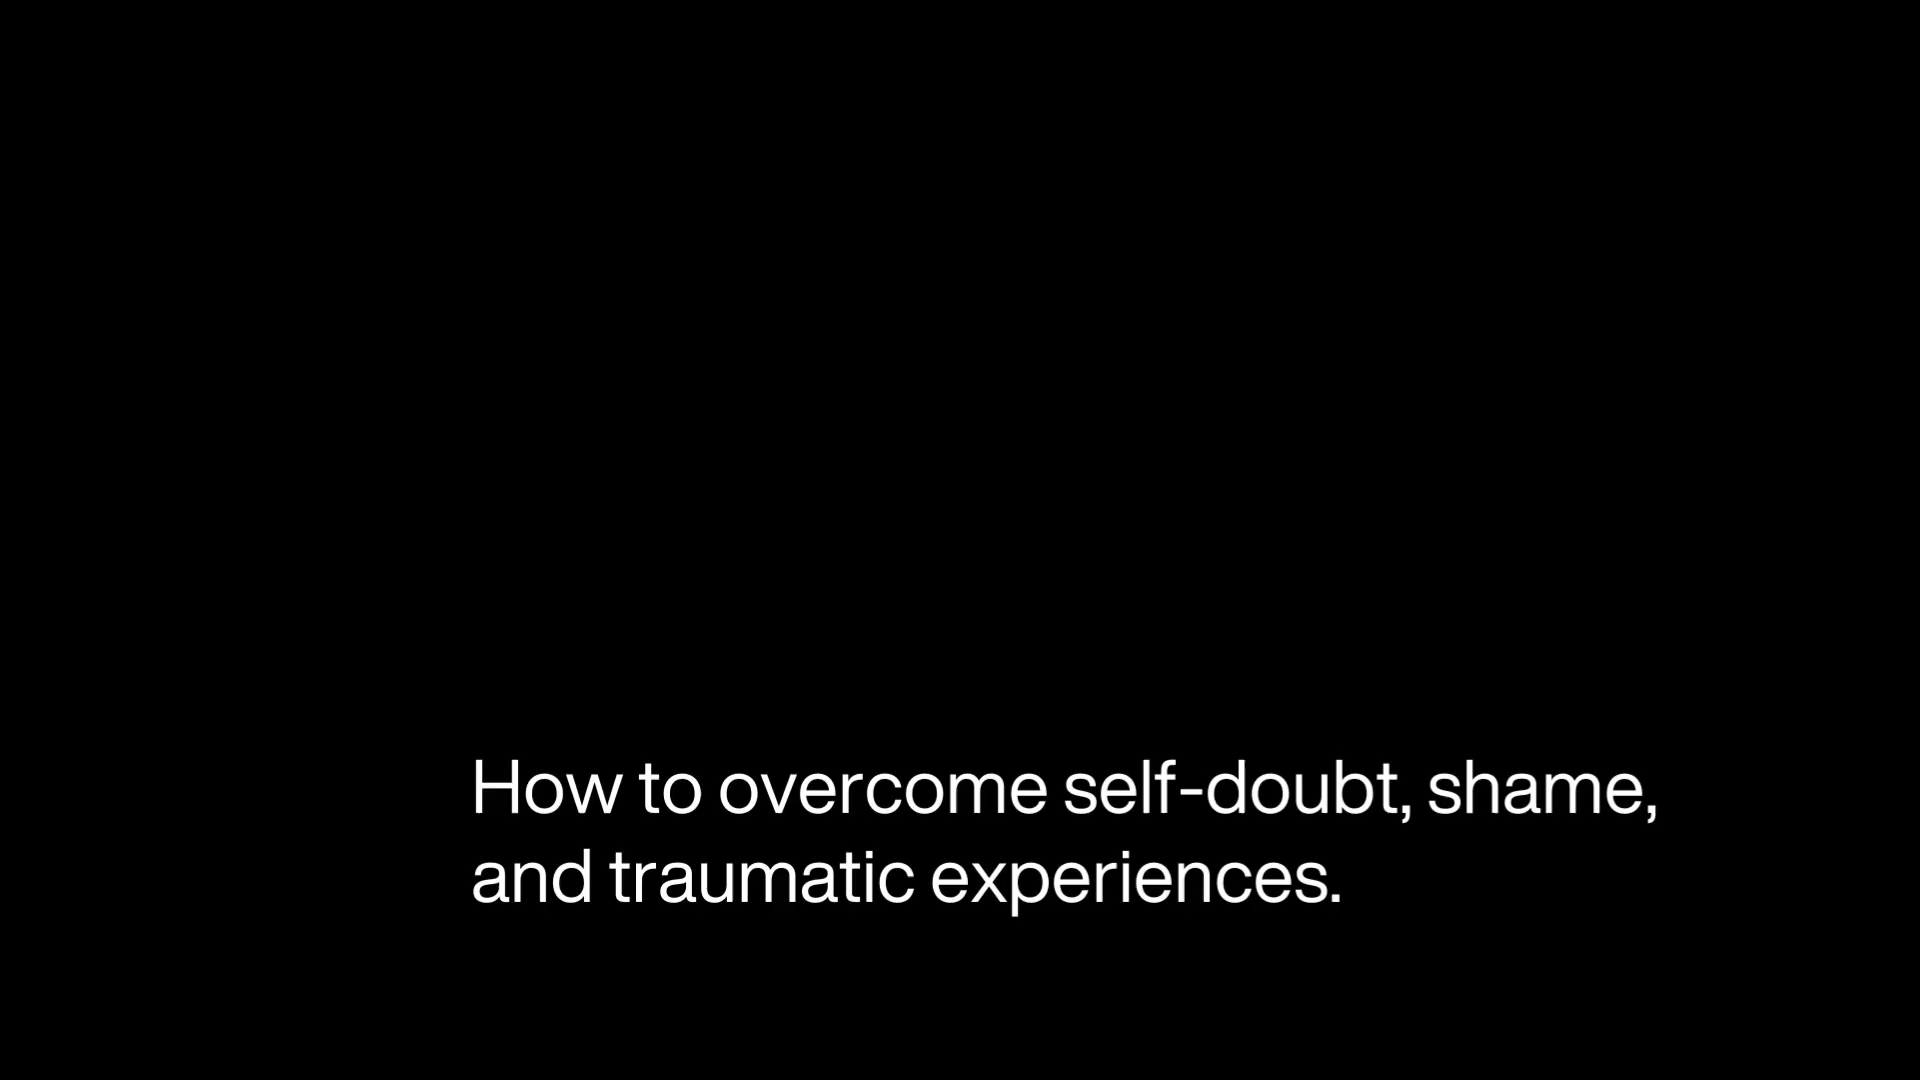 How to overcome self-doubt, shame,
and traumatic experiences.